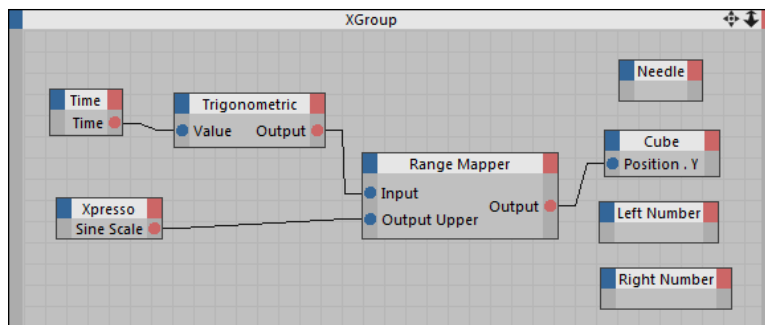 XGroup
Needle
Time
Time
Trigonometric
Value Output
Cube
Position . Y
Range Mapper
Input
Output
Output Upper
Xpresso
Sine Scale
Left Number
Right Number